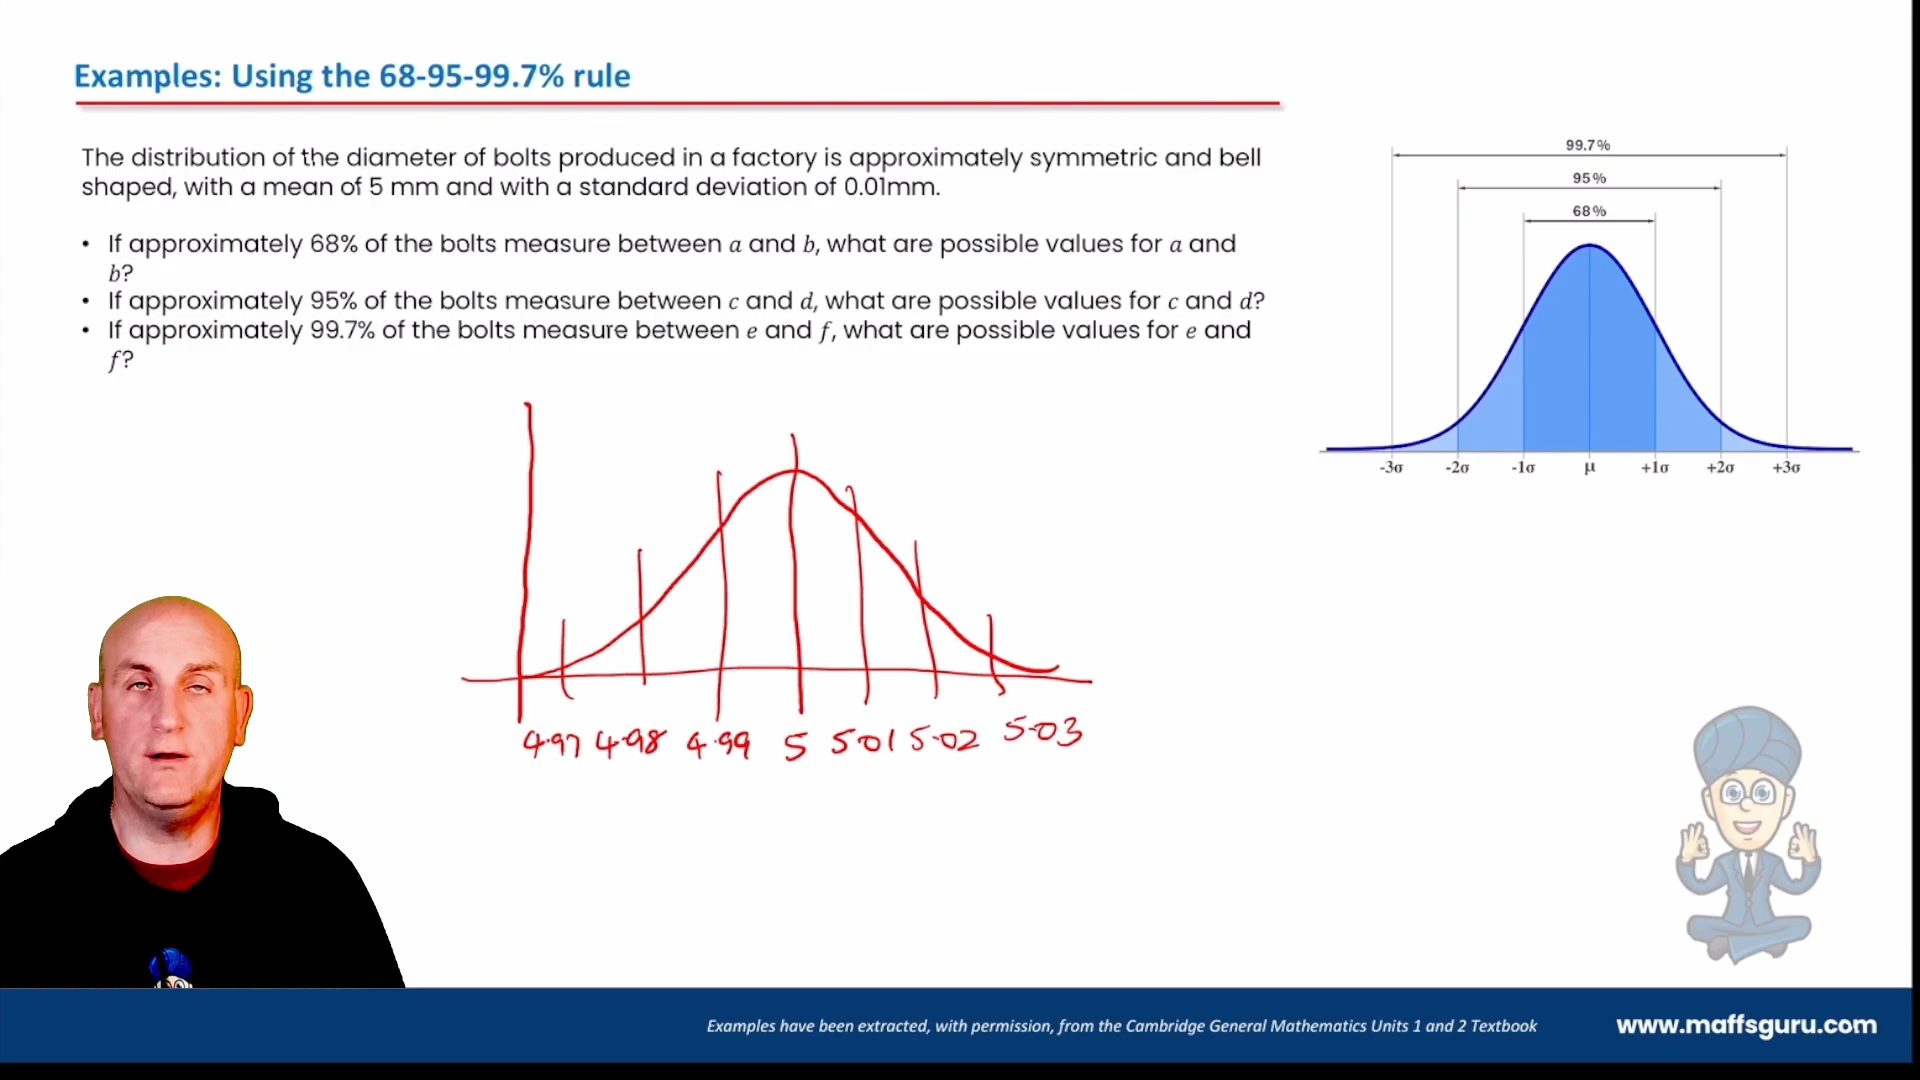 Examples: Using the 68-95-99.7% rule
The distribution of the diameter of bolts produced in a factory is approximately symmetric and bell
shaped, with a mean of 5 mm and with a standard deviation of 0.01mm.
• If approximately 68% of the bolts measure between a and b, what are possible values for a and
b?
• If approximately 95% of the bolts measure between c and d, what are possible values for c and d?
• If approximately 99.7% of the bolts measure between e and f, what are possible values for e and
f?
99.7%
95%
68%
-3σ -2σ -1σ μ +1σ +2σ +3σ
4.97 4.98 4.99 5 5.01 5.02 5.03
Examples have been extracted, with permission, from the Cambridge General Mathematics Units 1 and 2 Textbook
www.maffsguru.com